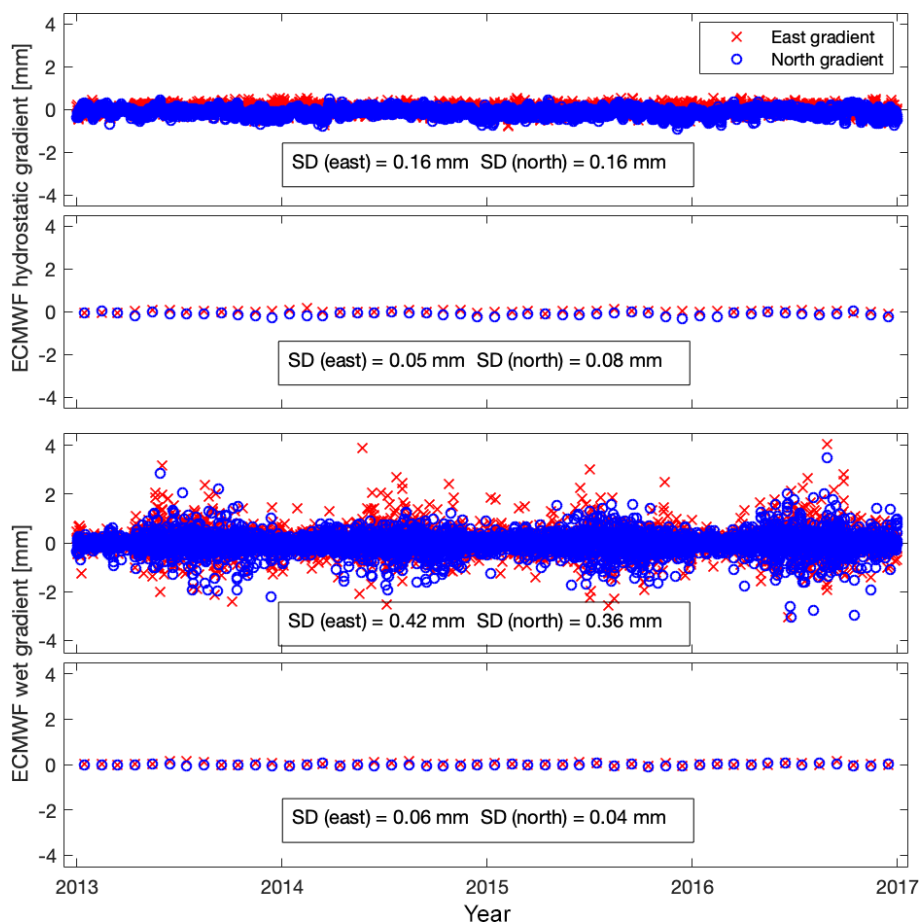 ECMWF hydrostatic gradient [mm]
4
2
0
-2
-4
East gradient
North gradient
SD (east) = 0.16 mm SD (north) = 0.16 mm
4
2
0
-2
-4
SD (east) = 0.05 mm SD (north) = 0.08 mm
ECMWF wet gradient [mm]
4
2
0
-2
-4
SD (east) = 0.42 mm SD (north) = 0.36 mm
4
2
0
-2
-4
SD (east) = 0.06 mm SD (north) = 0.04 mm
2013 2014 2015 2016 2017
Year